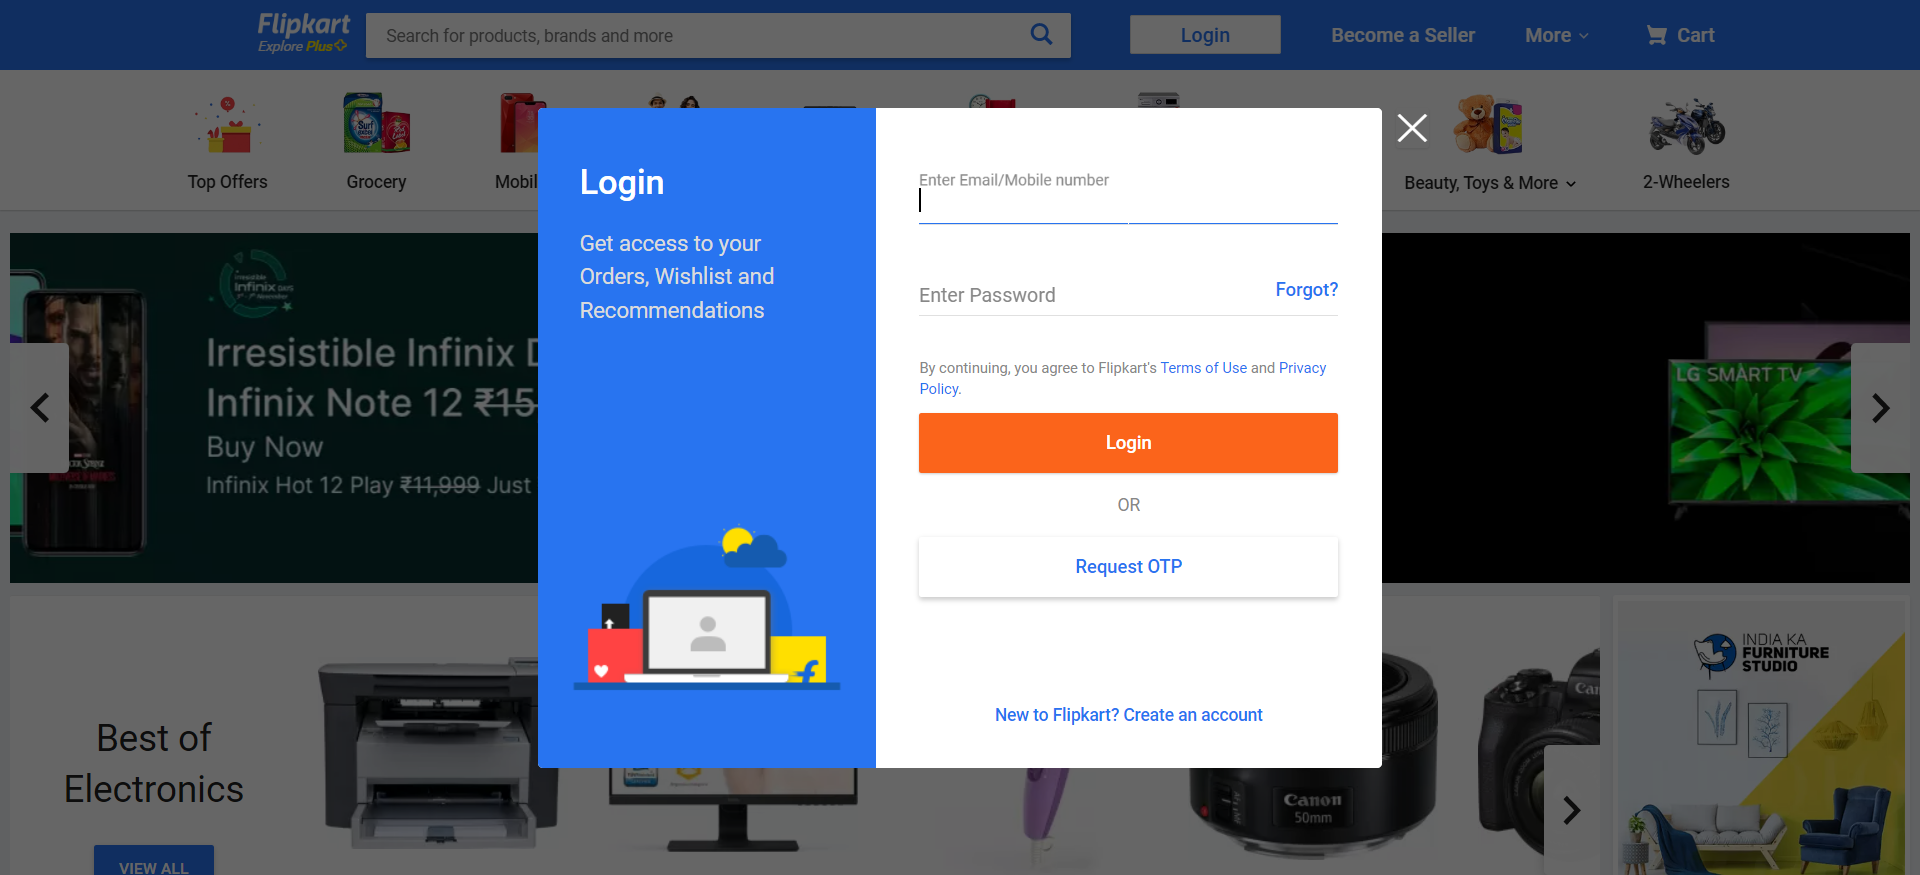 Flipkart
Explore Plus
Search for products, brands and more
Login
Become a Seller
More
Cart
Top Offers
Grocery
Mobil
Beauty, Toys & More
2-Wheelers
Login
Get access to your
Orders, Wishlist and
Recommendations
Enter Email/Mobile number
Enter Password
Forgot?
By continuing, you agree to Flipkart's Terms of Use and Privacy
Policy.
Login
OR
Request OTP
New to Flipkart? Create an account
Irresistible
Infinix DAYS
Irresistible Infinix D
Infinix Note 12 ₹15
Buy Now
Infinix Hot 12 Play ₹11,999 Just
LG SMART TV
Best of
Electronics
VIEW ALL
Canon
50mm
Can
INDIA KA
FURNITURE
STUDIO